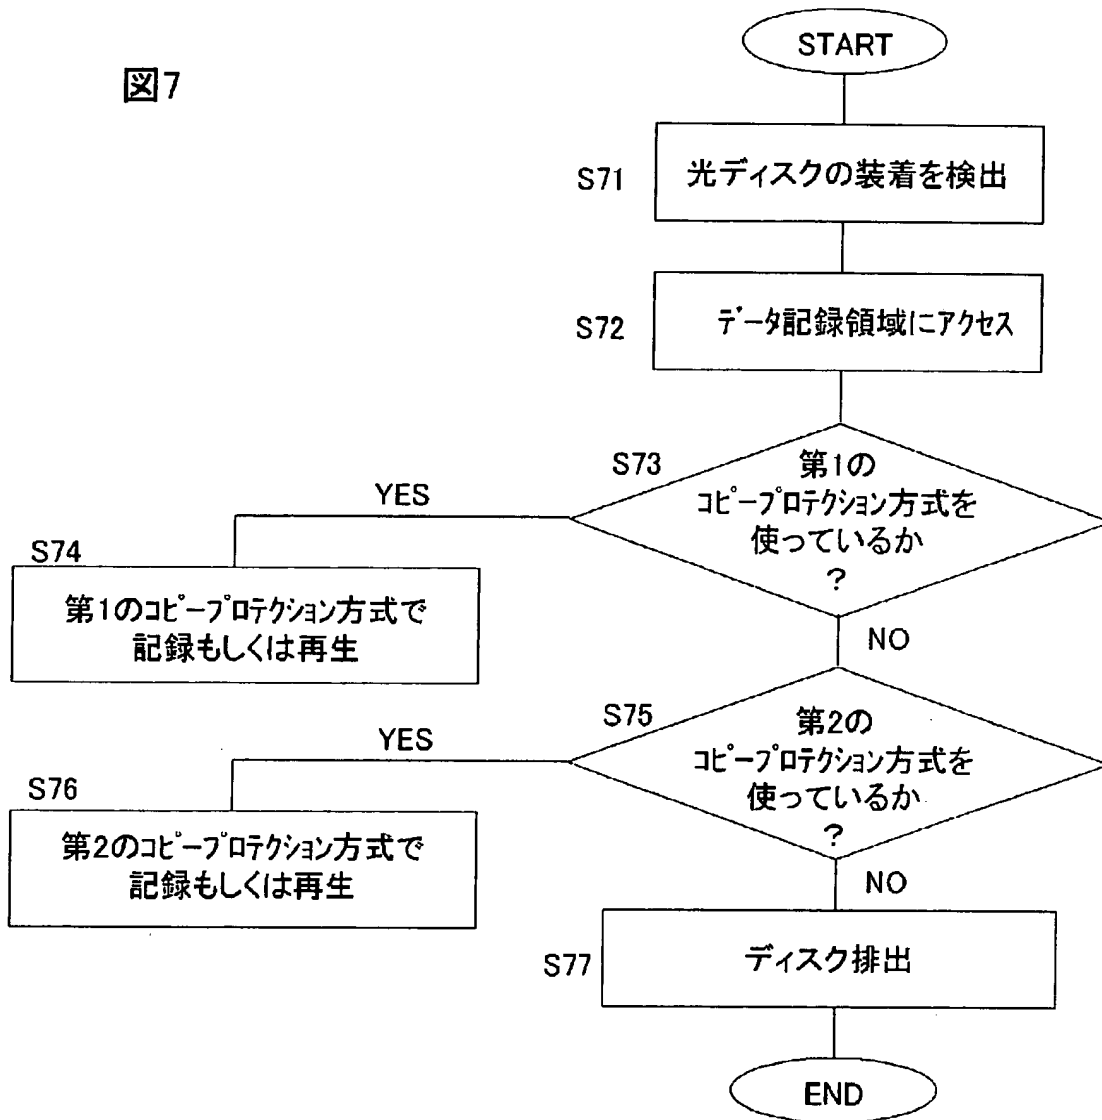 図7
START
S71
光ディスクの装着を検出
S72
データ記録領域にアクセス
S73
第1の
コピープロテクション方式を
使っているか
?
YES
S74
第1のコピープロテクション方式で
記録もしくは再生
NO
S75
第2の
コピープロテクション方式を
使っているか
?
YES
S76
第2のコピープロテクション方式で
記録もしくは再生
NO
S77
ディスク排出
END